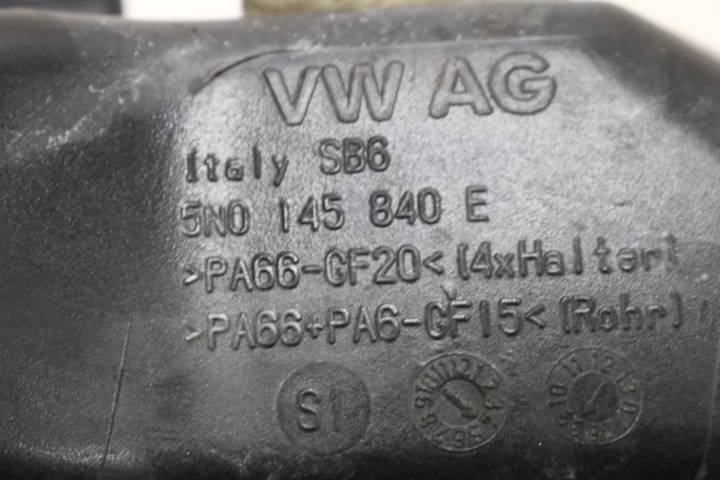 VW AG
Italy SB6
5N0 145 840 E
>PA66-GF20< (4xHalter)
>PA66+PA6-GF15< (Rohr)
S1